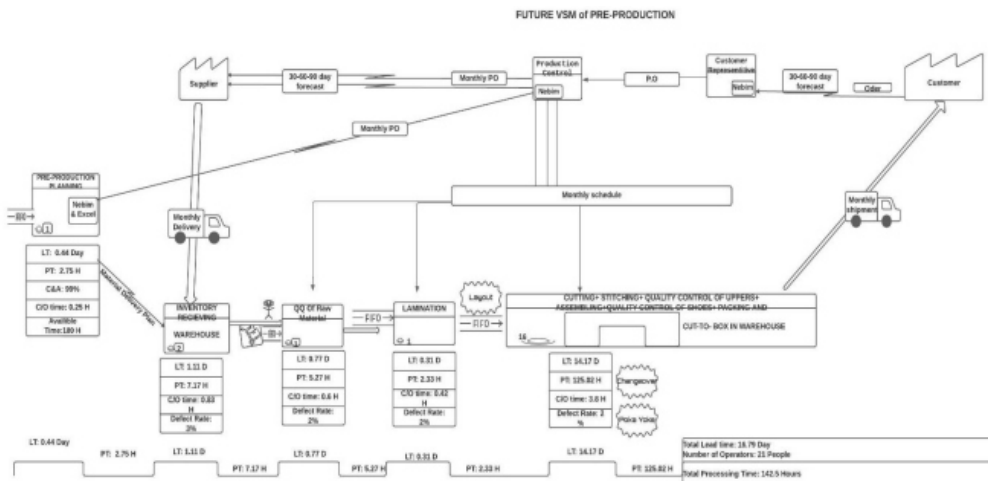 FUTURE VSM of PRE-PRODUCTION
Supplier
30-60-90 day
forecast
Monthly PO
Production
Control
Nebim
P.O
Customer
Representitive
Nebim
30-60-90 day
forecast
Oder
Customer
Monthly PO
PRE-PRODUCTION
PLANNING
Nebim
& Excel
1
Monthly
Delivery
Monthly schedule
Monthly
shipment
LT: 0.44 Day
PT: 2.75 H
C&A: 99%
C/O time: 0.25 H
Available
Time:180 H
Material Delivery Plan
INVENTORY
RECIEVING
WAREHOUSE
2
QQ Of Raw
Material
1
FIFO
LAMINATION
1
Layout
FIFO
CUTTING+ STITCHING+ QUALITY CONTROL OF UPPERS+
ASSEMBLING+QUALITY CONTROL OF SHOES+ PACKING AND
CUT-TO- BOX IN WAREHOUSE
16
LT: 1.11 D
PT: 7.17 H
C/O time: 0.83
H
Defect Rate:
3%
LT: 0.77 D
PT: 5.27 H
C/O time: 0.6 H
Defect Rate:
2%
LT: 0.31 D
PT: 2.33 H
C/O time: 0.42
H
Defect Rate:
2%
LT: 14.17 D
PT: 125.02 H
C/O time: 3.8 H
Defect Rate: 3
%
Changeover
Poka Yoke
LT: 0.44 Day
PT: 2.75 H
LT: 1.11 D
PT: 7.17 H
LT: 0.77 D
PT: 5.27 H
LT: 0.31 D
PT: 2.33 H
LT: 14.17 D
PT: 125.02 H
Total Lead time: 16.79 Day
Number of Operators: 21 People
Total Processing Time: 142.5 Hours